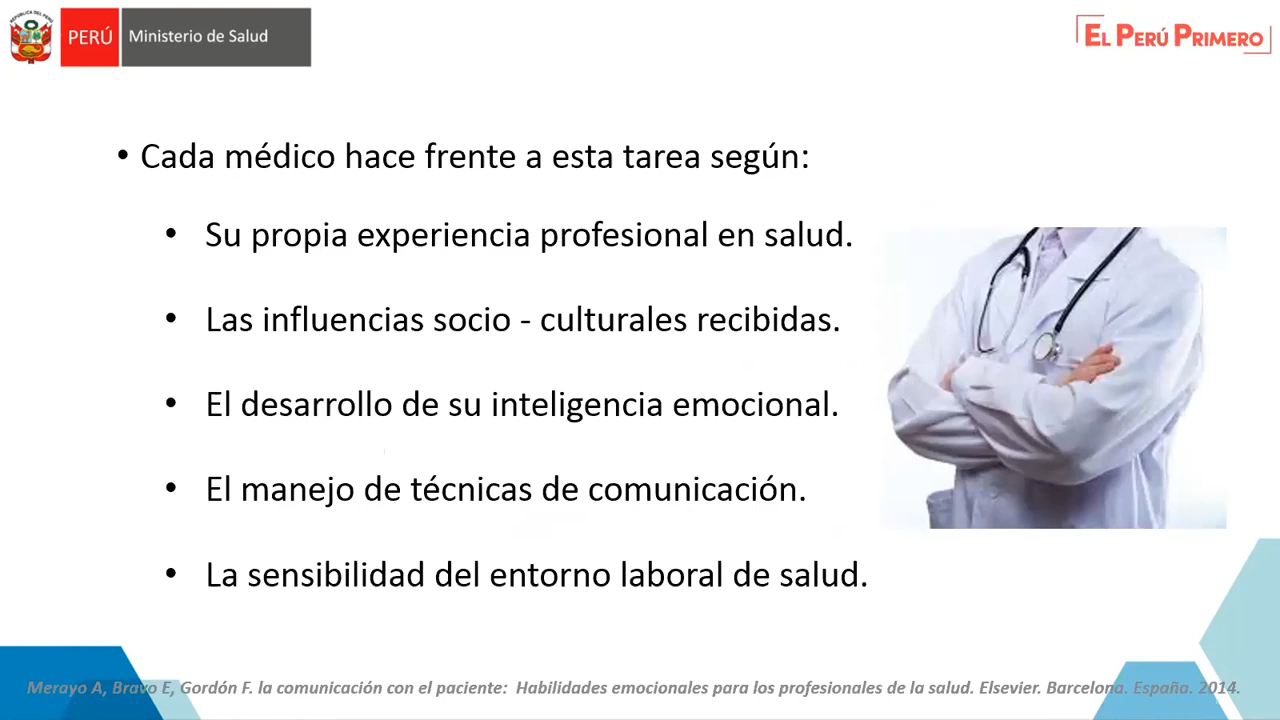 REPÚBLICA DEL PERÚ
PERÚ
Ministerio de Salud
EL PERÚ PRIMERO
• Cada médico hace frente a esta tarea según:
• Su propia experiencia profesional en salud.
• Las influencias socio - culturales recibidas.
• El desarrollo de su inteligencia emocional.
• El manejo de técnicas de comunicación.
• La sensibilidad del entorno laboral de salud.
Merayo A, Bravo E, Gordón F. la comunicación con el paciente: Habilidades emocionales para los profesionales de la salud. Elsevier. Barcelona. España. 2014.